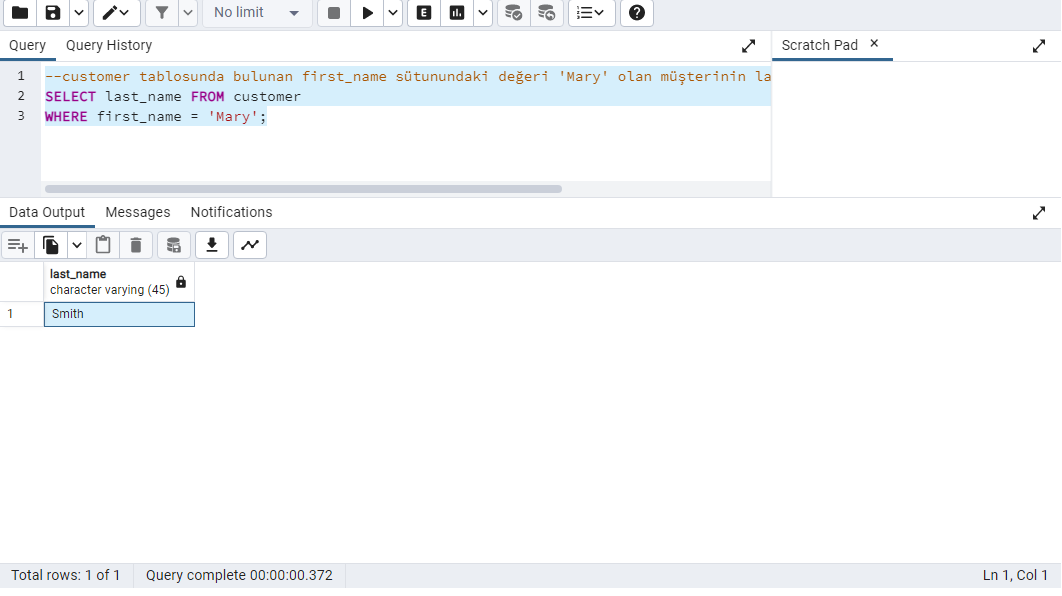 No limit
E
Query Query History
Scratch Pad ×
1 --customer tablosunda bulunan first_name sütunundaki değeri 'Mary' olan müşterinin la
2 SELECT last_name FROM customer
3 WHERE first_name = 'Mary';
Data Output Messages Notifications
last_name
character varying (45)
1 Smith
Total rows: 1 of 1 Query complete 00:00:00.372 Ln 1, Col 1